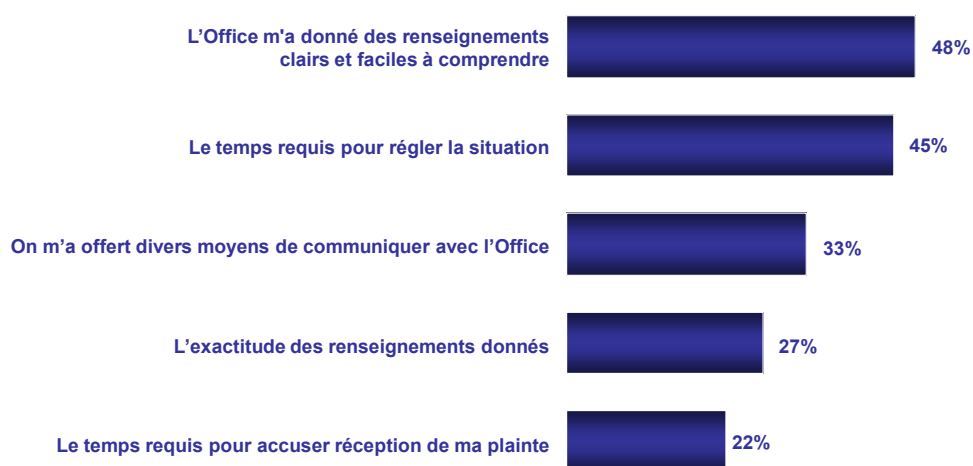 L'Office m'a donné des renseignements
clairs et faciles à comprendre
48%
Le temps requis pour régler la situation
45%
On m’a offert divers moyens de communiquer avec l’Office
33%
L’exactitude des renseignements donnés
27%
Le temps requis pour accuser réception de ma plainte
22%